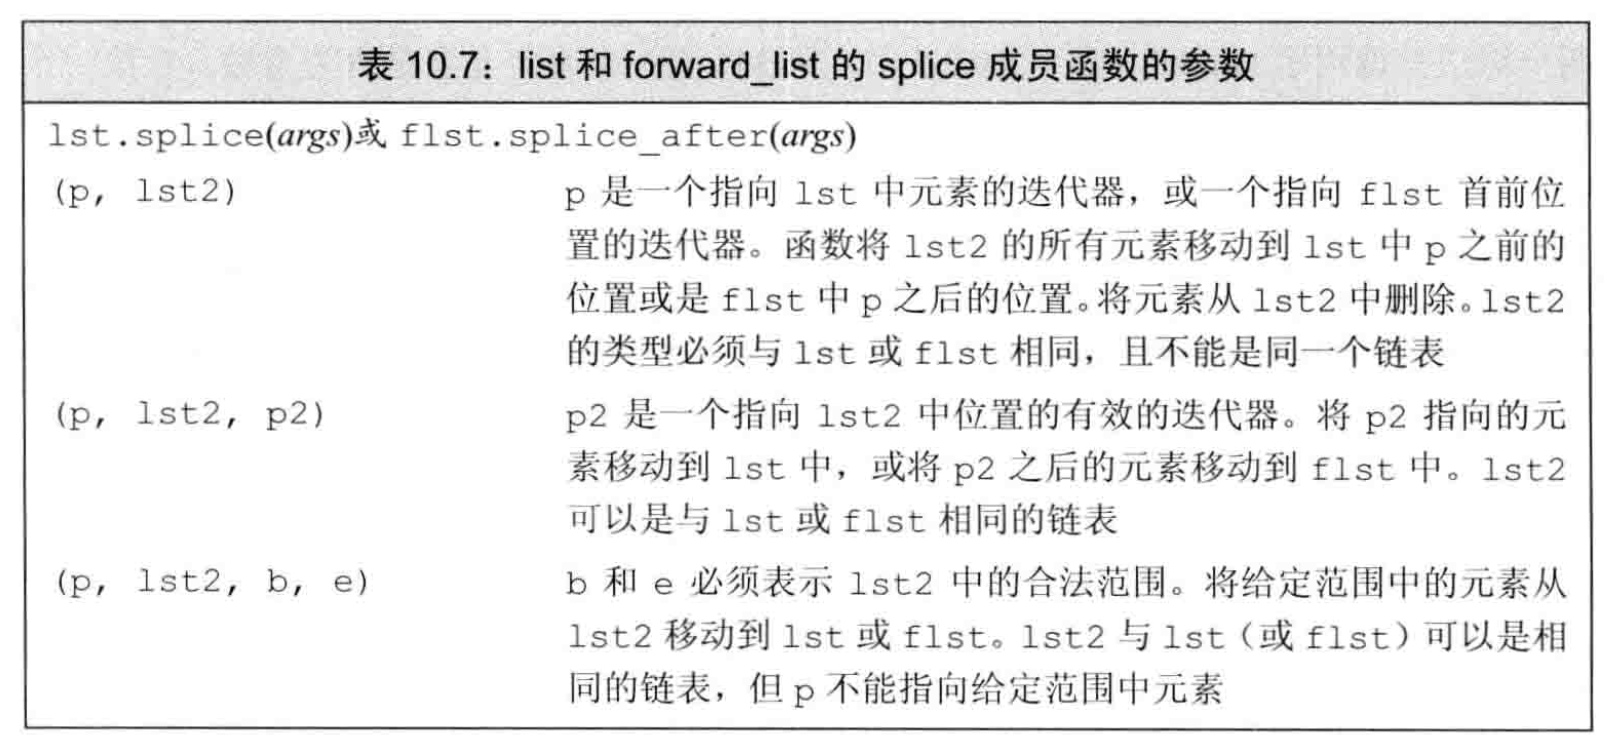 表 10.7：list 和 forward_list 的 splice 成员函数的参数
lst.splice(args)或 flst.splice_after(args)
(p, lst2) p 是一个指向 lst 中元素的迭代器，或一个指向 flst 首前位
置的迭代器。函数将 lst2 的所有元素移动到 lst 中 p 之前的
位置或是 flst 中 p 之后的位置。将元素从 lst2 中删除。lst2
的类型必须与 lst 或 flst 相同，且不能是同一个链表
(p, lst2, p2) p2 是一个指向 lst2 中位置的有效的迭代器。将 p2 指向的元
素移动到 lst 中，或将 p2 之后的元素移动到 flst 中。lst2
可以是与 lst 或 flst 相同的链表
(p, lst2, b, e) b 和 e 必须表示 lst2 中的合法范围。将给定范围中的元素从
lst2 移动到 lst 或 flst。lst2 与 lst（或 flst）可以是相
同的链表，但 p 不能指向给定范围中元素